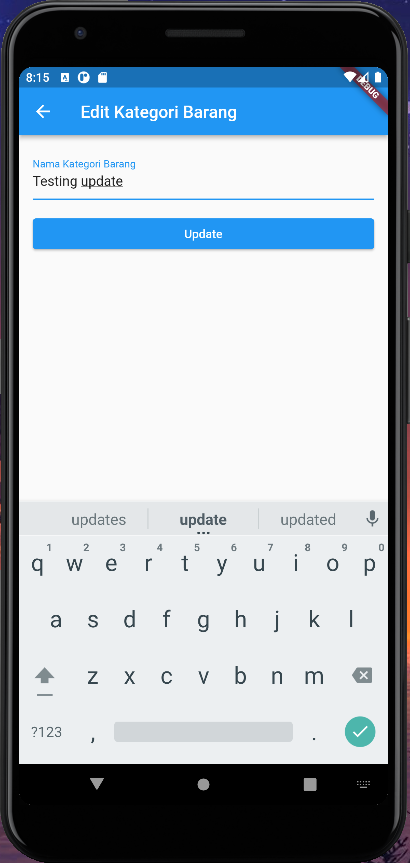 8:15
DEBUG
Edit Kategori Barang
Nama Kategori Barang
Testing update
Update
updates update updated
1 2 3 4 5 6 7 8 9 0
q w e r t y u i o p
a s d f g h j k l
z x c v b n m
?123 , .